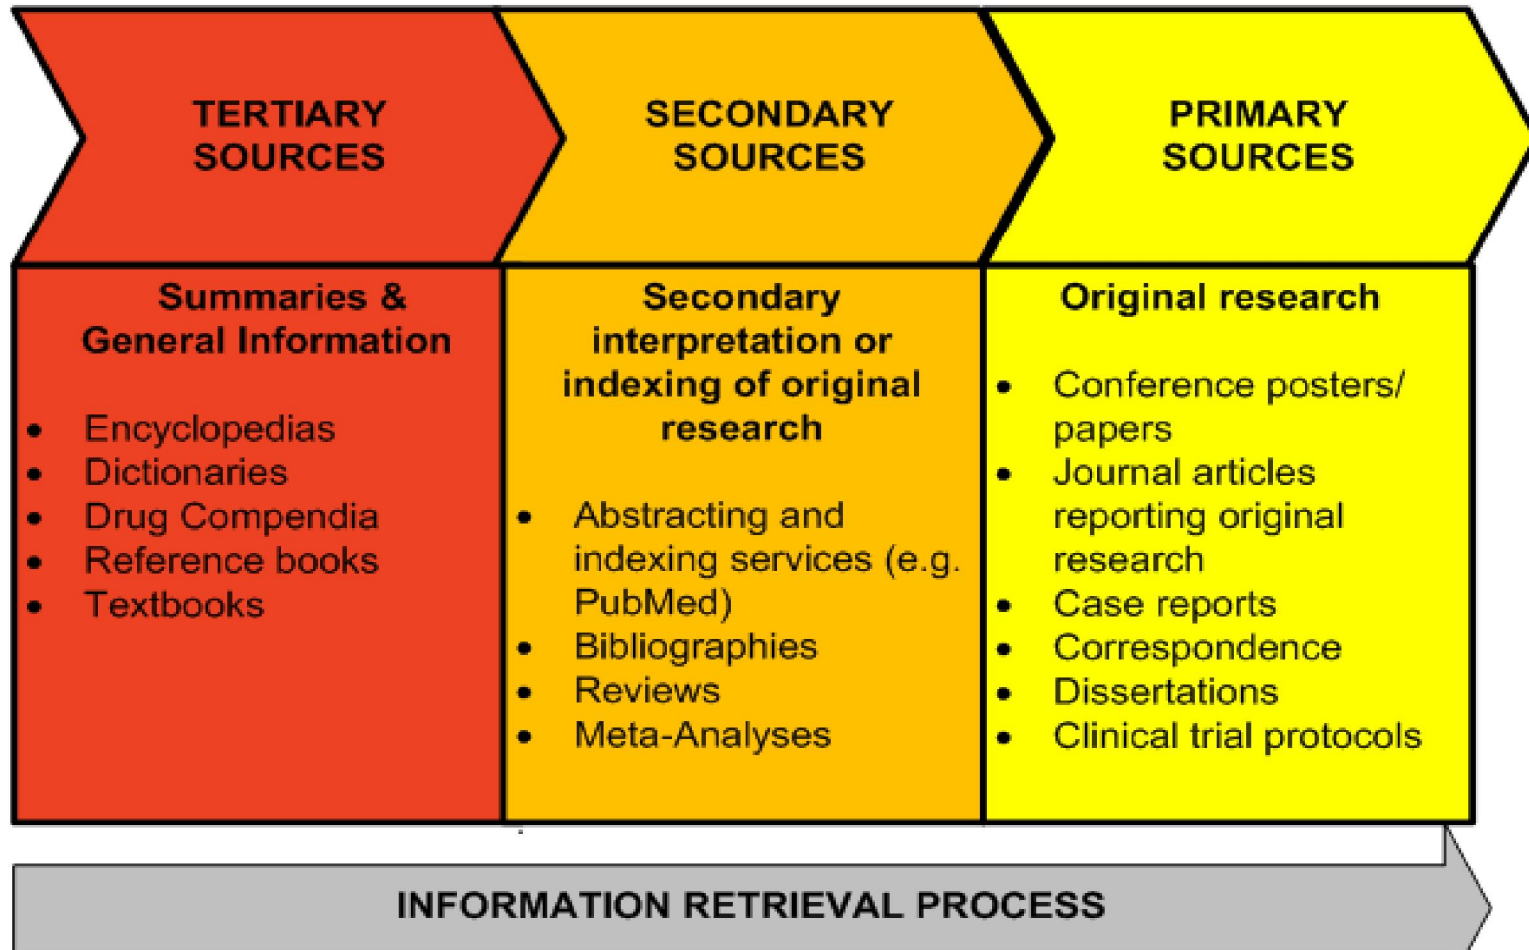 TERTIARY
SOURCES
SECONDARY
SOURCES
PRIMARY
SOURCES
Summaries &
General Information
• Encyclopedias
• Dictionaries
• Drug Compendia
• Reference books
• Textbooks
Secondary
interpretation or
indexing of original
research
• Abstracting and
indexing services (e.g.
PubMed)
• Bibliographies
• Reviews
• Meta-Analyses
Original research
• Conference posters/
papers
• Journal articles
reporting original
research
• Case reports
• Correspondence
• Dissertations
• Clinical trial protocols
INFORMATION RETRIEVAL PROCESS